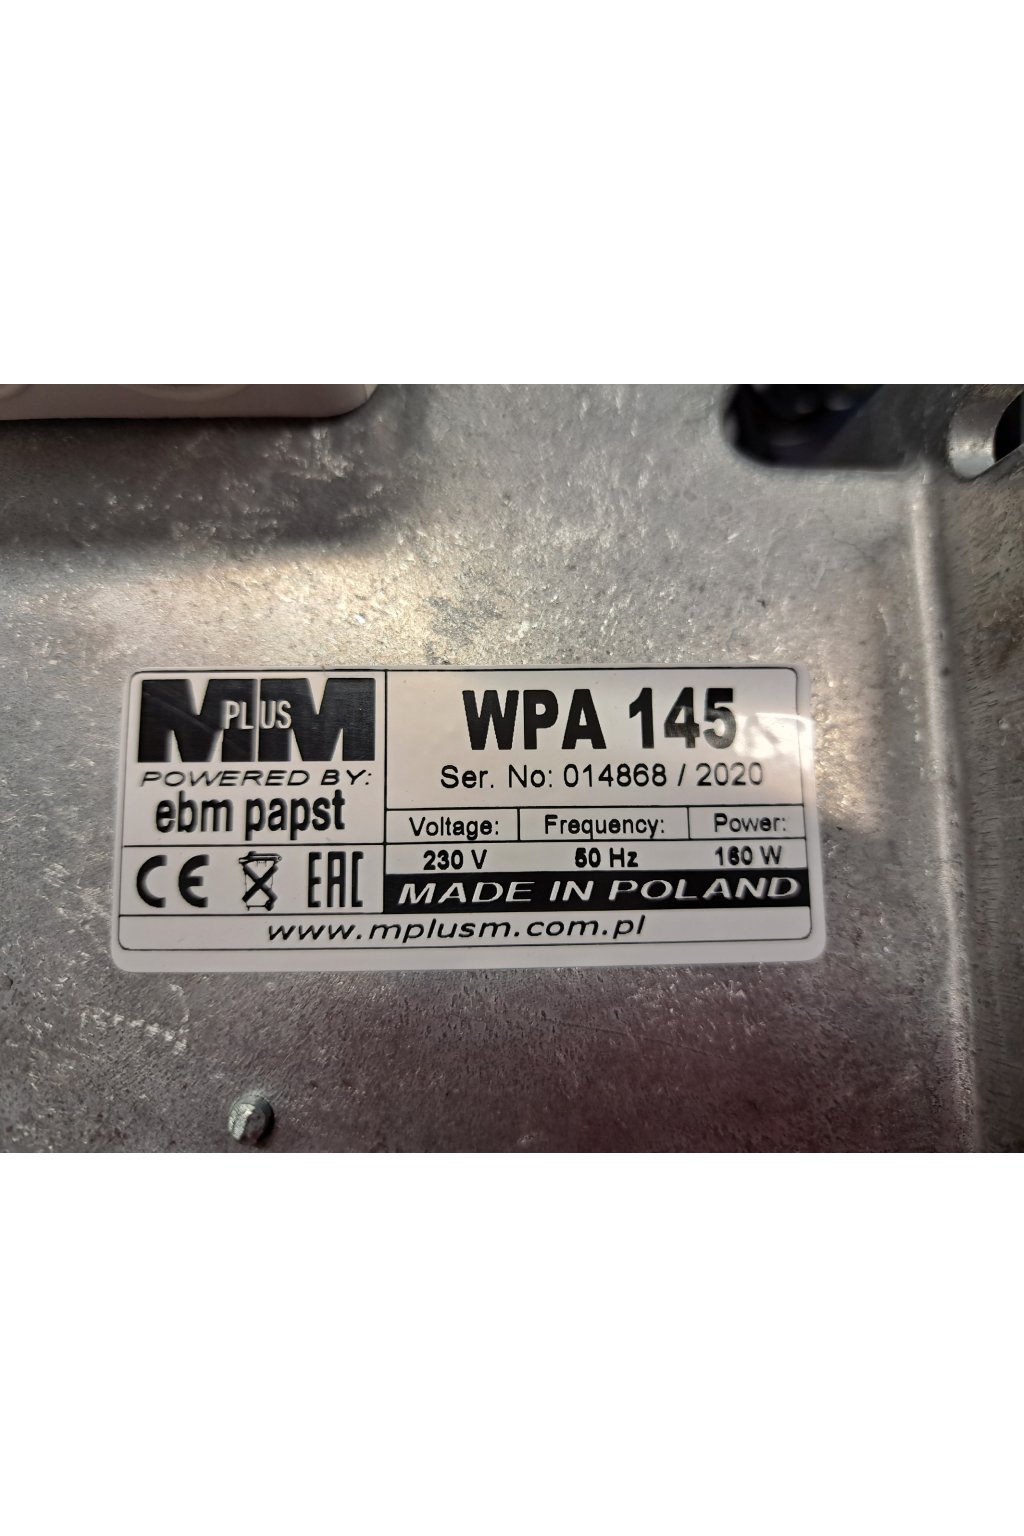 M PLUS M
POWERED BY:
ebm papst
WPA 145
Ser. No: 014868 / 2020
Voltage: Frequency: Power:
230 V 50 Hz 160 W
CE EAC
MADE IN POLAND
www.mplusm.com.pl